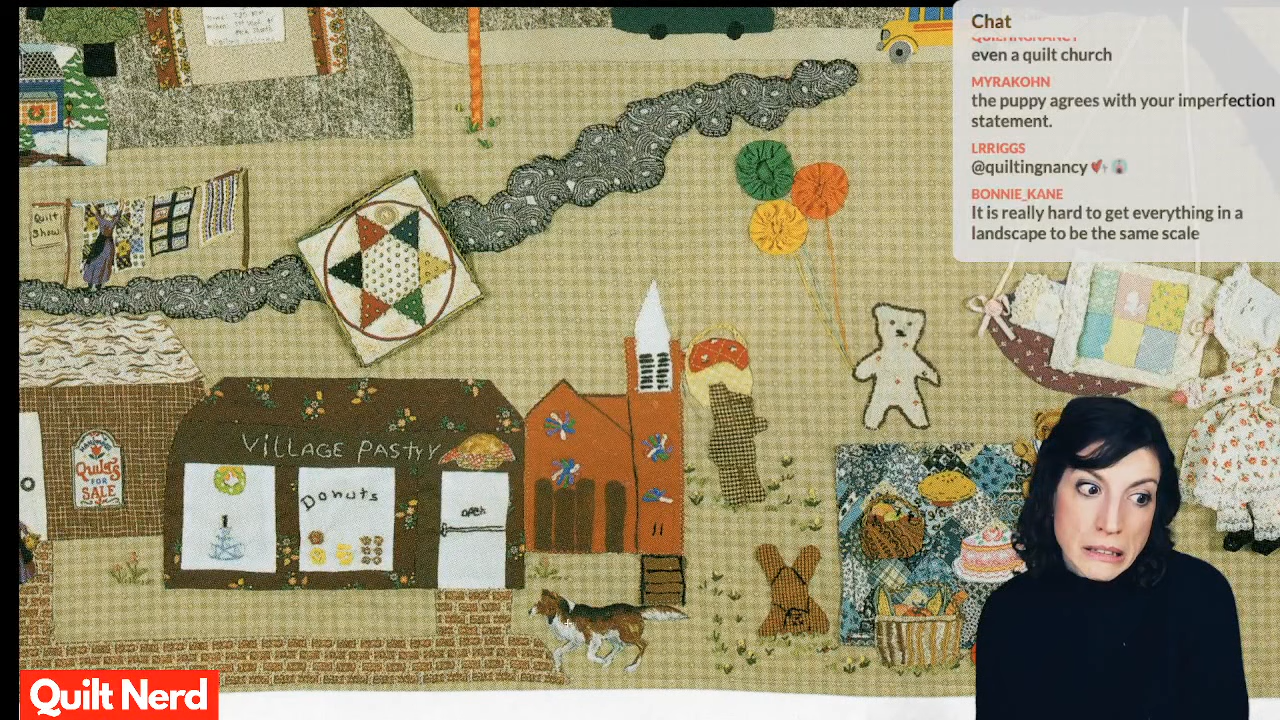 Chat
QUILTINGNANCY
even a quilt church
MYRAKOHN
the puppy agrees with your imperfection
statement.
LRRIGGS
@quiltingnancy
BONNIE_KANE
It is really hard to get everything in a
landscape to be the same scale
Quilt
Show
VILLAGE PASTRY
Quilts
FOR
SALE
Donuts
OPEN
Quilt Nerd